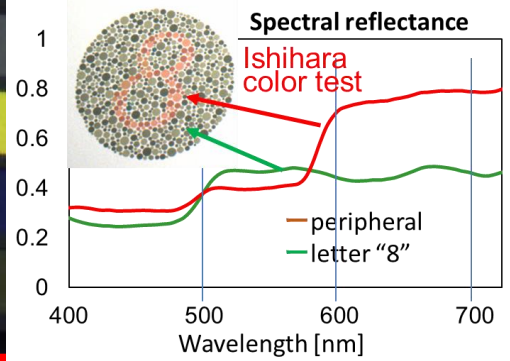 Spectral reflectance
Ishihara
color test
1
0.8
0.6
0.4
0.2
0
peripheral
letter “8”
400
500
600
700
Wavelength [nm]
8